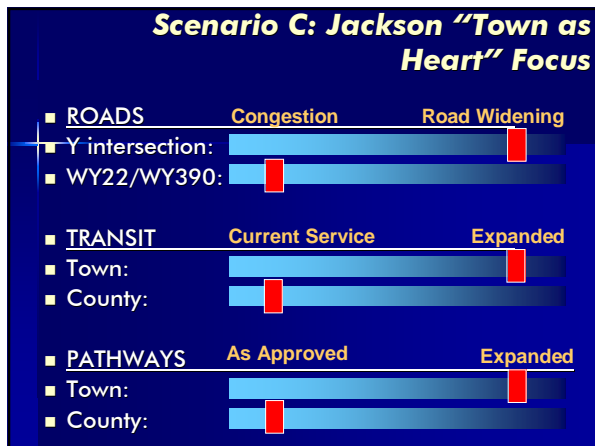 Scenario C: Jackson “Town as
Heart” Focus
ROADS Congestion Road Widening
Y intersection:
WY22/WY390:
TRANSIT Current Service Expanded
Town:
County:
PATHWAYS As Approved Expanded
Town:
County: